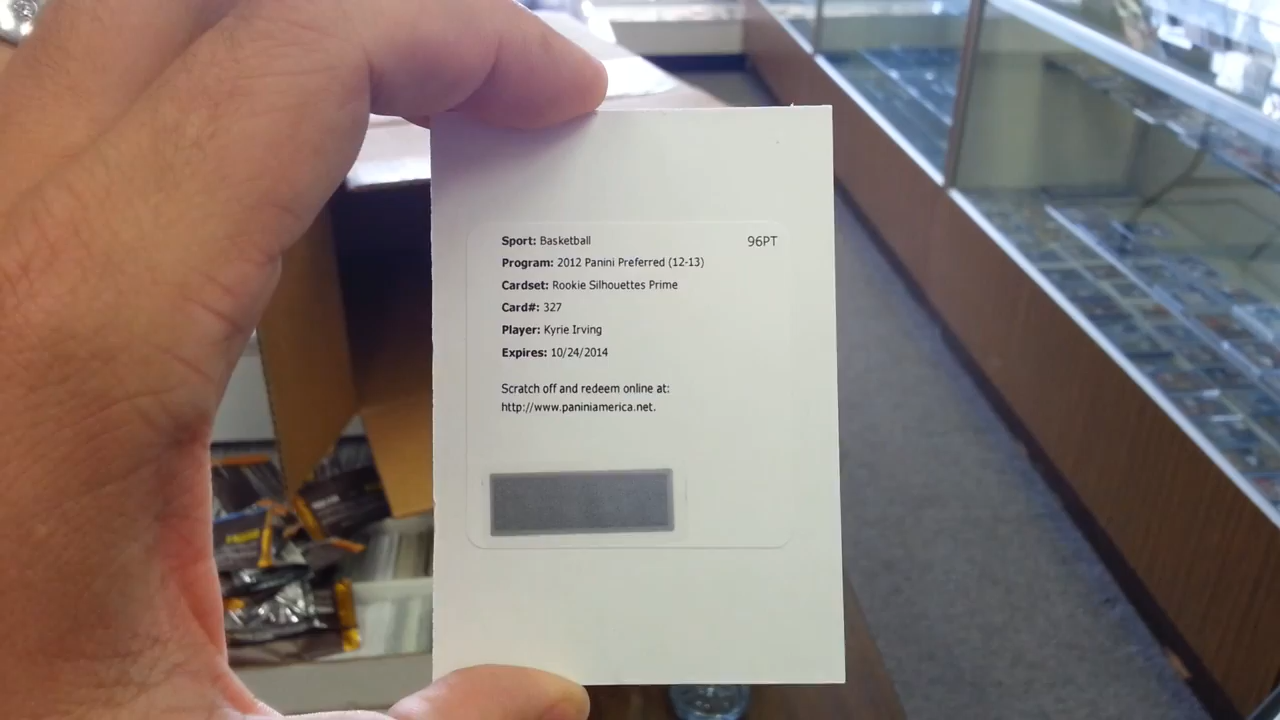 Sport: Basketball 96PT
Program: 2012 Panini Preferred (12-13)
Cardset: Rookie Silhouettes Prime
Card#: 327
Player: Kyrie Irving
Expires: 10/24/2014
Scratch off and redeem online at:
http://www.paniniamerica.net.